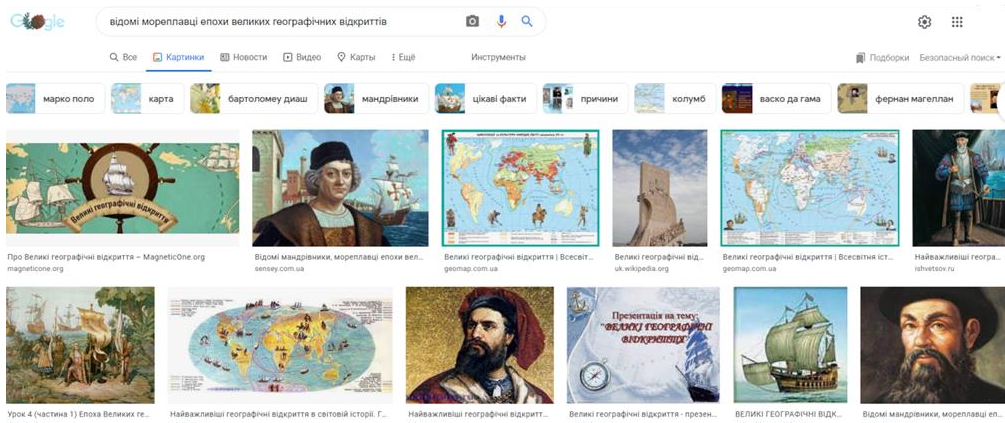 Google
відомі мореплавці епохи великих географічних відкриттів
Все
Картинки
Новости
Видео
Карты
Ещё
Инструменты
Подборки
Безопасный поиск
марко поло
карта
бартоломеу диаш
мандрівники
цікаві факти
причини
колумб
васко да гама
фернан магеллан
Великі географічні відкриття
Про Великі географічні відкриття – MagneticOne.org
magneticone.org
Відомі мандрівники, мореплавці епохи вел...
sensey.com.ua
Великі географічні відкриття | Всесвіт...
geomap.com.ua
Великі географічні від...
uk.wikipedia.org
Великі географічні відкриття | Всесвітня іст...
geomap.com.ua
Найважливіші геогра...
ishvetsov.ru
Презентація на тему:
"ВЕЛИКІ ГЕОГРАФІЧНІ
ВІДКРИТТЯ"
Урок 4 (частина 1) Епоха Великих ге...
Найважливіші географічні відкриття в світовій історії. Г...
Найважливіші географічні відкритт...
Великі географічні відкриття - презен...
ВЕЛИКІ ГЕОГРАФІЧНІ ВІДК...
Відомі мандрівники, мореплавці еп...